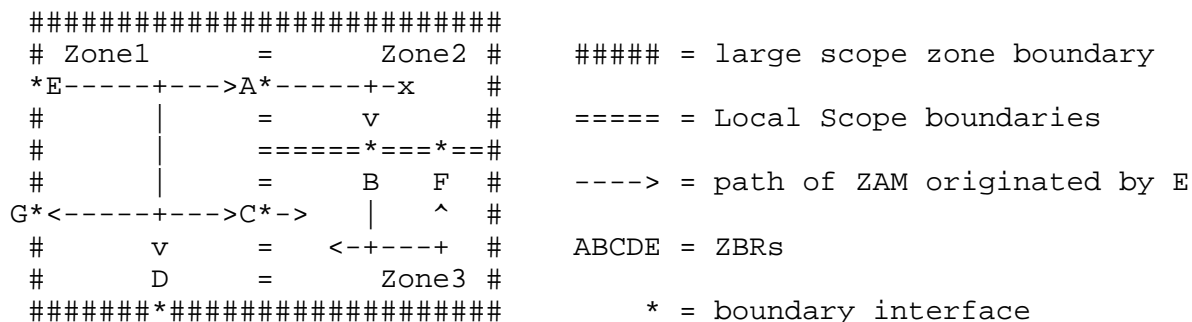 ############################
# Zone1      =      Zone2 #    ##### = large scope zone boundary
*E-----+--->A*-----+-x    #
#      |     =     v      #    ===== = Local Scope boundaries
#      |     ======*===*==#
#      |     =     B   F  #    ----> = path of ZAM originated by E
G*<-----+--->C*->   |   ^  #
#      v     =   <-+---+  #    ABCDE = ZBRs
#      D     =      Zone3 #
#######*###################        * = boundary interface